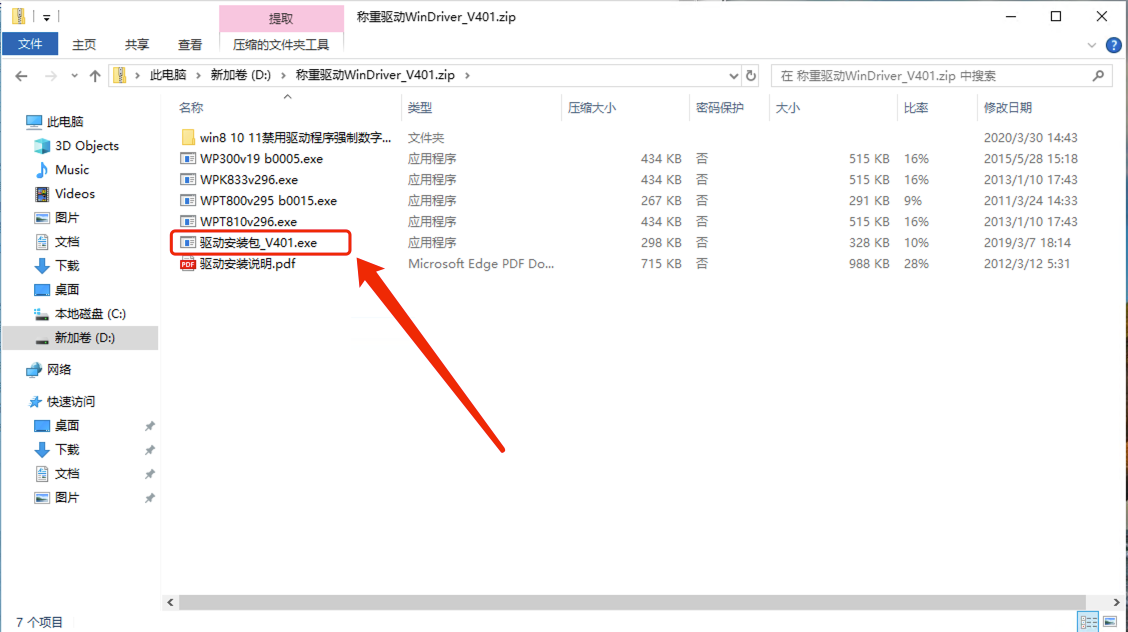 提取
称重驱动WinDriver_V401.zip
文件 主页 共享 查看 压缩的文件夹工具
此电脑 新加卷 (D:) 称重驱动WinDriver_V401.zip
在 称重驱动WinDriver_V401.zip 中搜索
名称 类型 压缩大小 密码保护 大小 比率 修改日期
win8 10 11禁用驱动程序强制数字... 文件夹 2020/3/30 14:43
WP300v19 b0005.exe 应用程序 434 KB 否 515 KB 16% 2015/5/28 15:18
WPK833v296.exe 应用程序 434 KB 否 515 KB 16% 2013/1/10 17:43
WPT800v295 b0015.exe 应用程序 267 KB 否 291 KB 9% 2011/3/24 14:33
WPT810v296.exe 应用程序 434 KB 否 515 KB 16% 2013/1/10 17:43
驱动安装包_V401.exe 应用程序 298 KB 否 328 KB 10% 2019/3/7 18:14
驱动安装说明.pdf Microsoft Edge PDF Do... 715 KB 否 988 KB 28% 2012/3/12 5:31
此电脑
3D Objects
Music
Videos
图片
文档
下载
桌面
本地磁盘 (C:)
新加卷 (D:)
网络
快速访问
桌面
下载
文档
图片
7 个项目